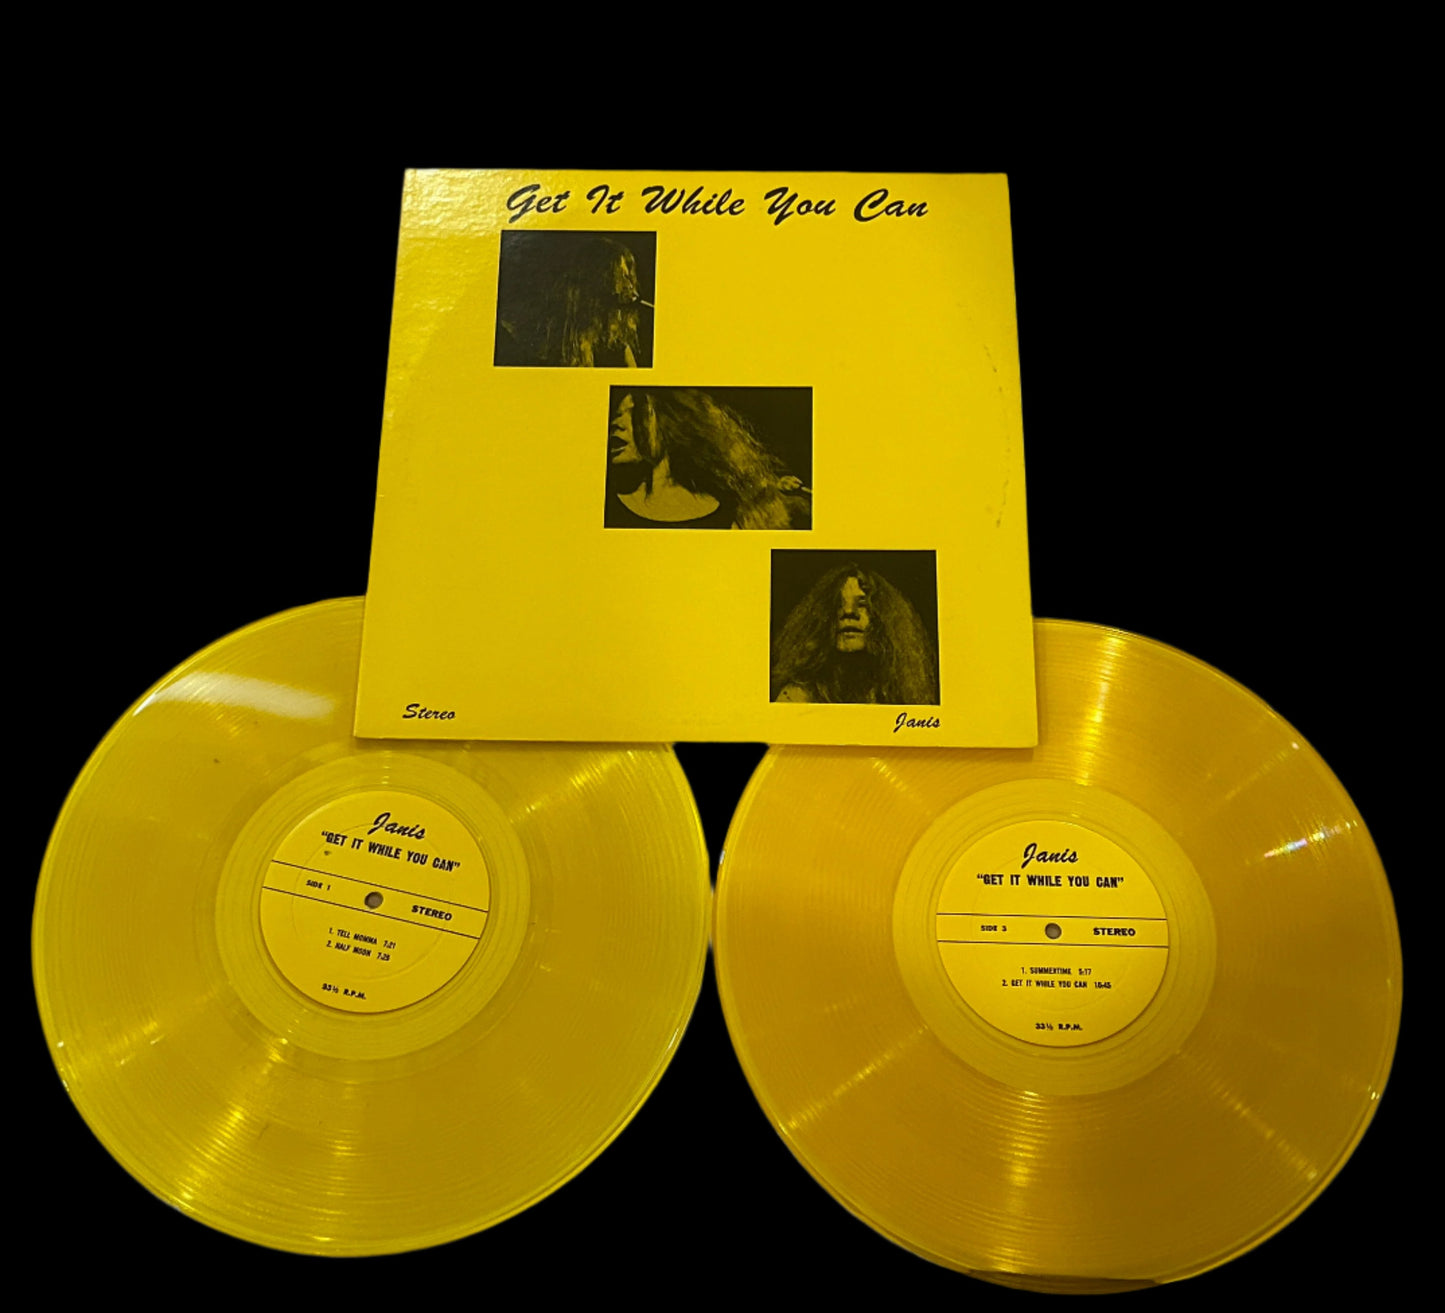 Get It While You Can
Stereo
Janis
Janis
"GET IT WHILE YOU CAN"
SIDE 1
STEREO
1. TELL MOMMA 7:21
2. HALF MOON 7:25
33⅓ R.P.M.
Janis
"GET IT WHILE YOU CAN"
SIDE 3
STEREO
1. SUMMERTIME 5:17
2. GET IT WHILE YOU CAN 10:45
33⅓ R.P.M.